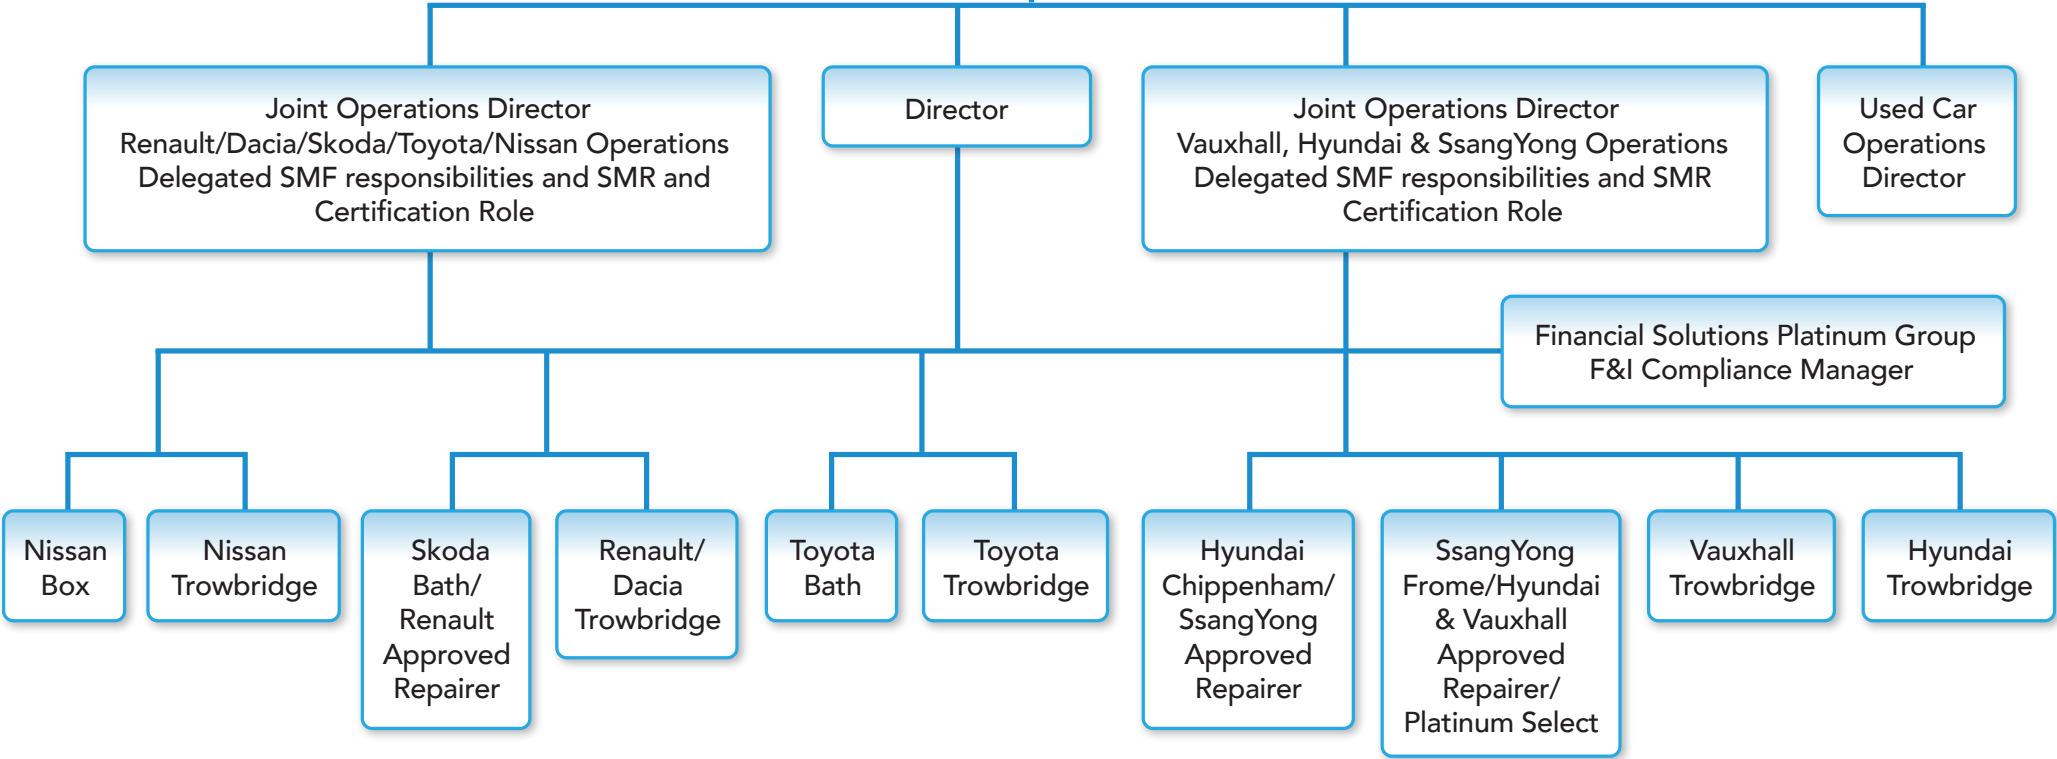 Joint Operations Director
Renault/Dacia/Skoda/Toyota/Nissan Operations
Delegated SMF responsibilities and SMR and
Certification Role
Director
Joint Operations Director
Vauxhall, Hyundai & SsangYong Operations
Delegated SMF responsibilities and SMR
Certification Role
Used Car
Operations
Director
Financial Solutions Platinum Group
F&I Compliance Manager
Nissan
Box
Nissan
Trowbridge
Skoda
Bath/
Renault
Approved
Repairer
Renault/
Dacia
Trowbridge
Toyota
Bath
Toyota
Trowbridge
Hyundai
Chippenham/
SsangYong
Approved
Repairer
SsangYong
Frome/Hyundai
& Vauxhall
Approved
Repairer/
Platinum Select
Vauxhall
Trowbridge
Hyundai
Trowbridge